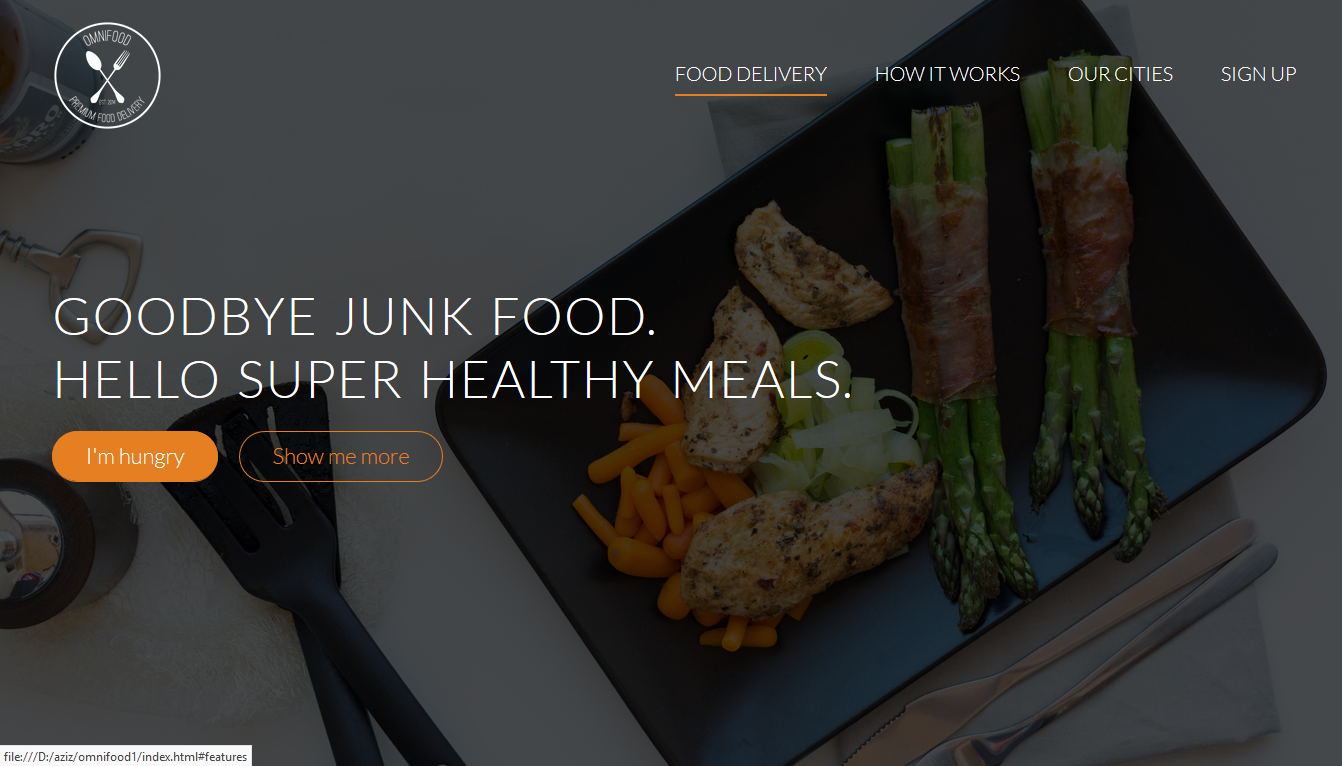 OMNIFOOD
EST. 2014
PREMIUM FOOD DELIVERY
FOOD DELIVERY HOW IT WORKS OUR CITIES SIGN UP
GOODBYE JUNK FOOD.
HELLO SUPER HEALTHY MEALS.
I'm hungry Show me more
file:///D:/aziz/omnifood1/index.html#features